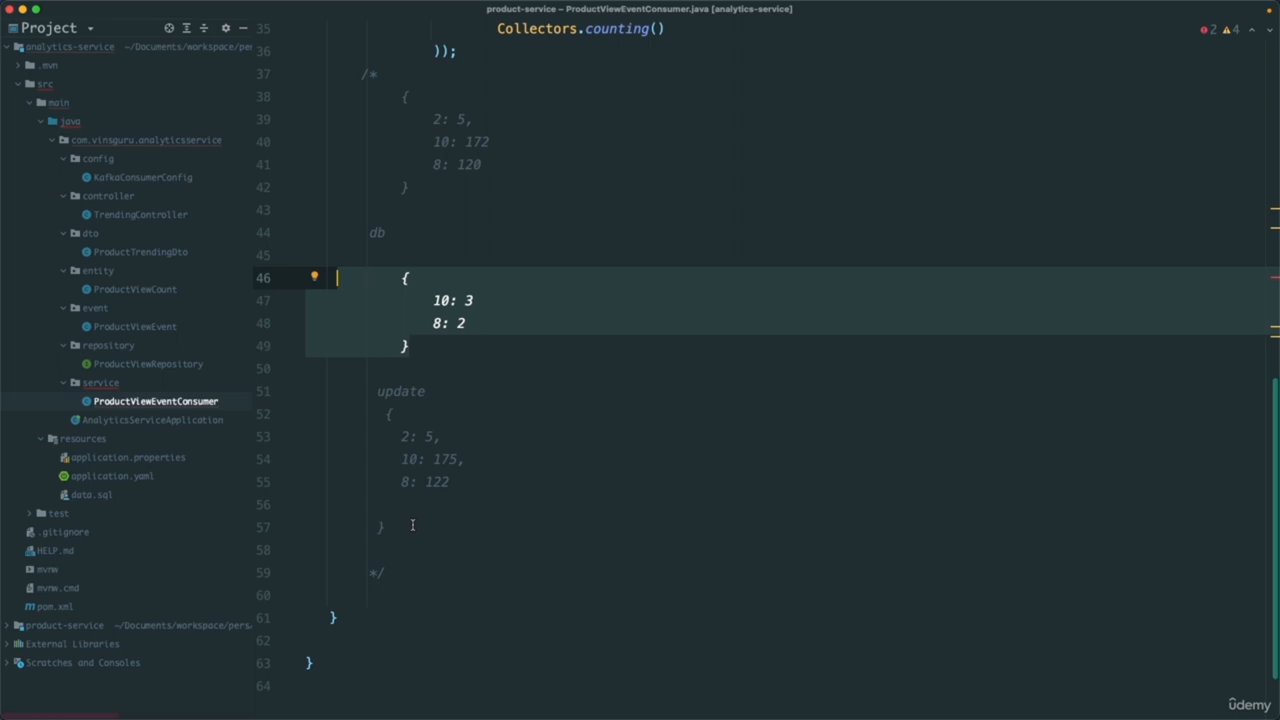 product-service – ProductViewEventConsumer.java [analytics-service]
Project
analytics-service ~/Documents/workspace/pers
.mvn
src
main
java
com.vinsguru.analyticsservice
config
KafkaConsumerConfig
controller
TrendingController
dto
ProductTrendingDto
entity
ProductViewCount
event
ProductViewEvent
repository
ProductViewRepository
service
ProductViewEventConsumer
AnalyticsServiceApplication
resources
application.properties
application.yaml
data.sql
test
.gitignore
HELP.md
mvnw
mvnw.cmd
pom.xml
product-service ~/Documents/workspace/pers
External Libraries
Scratches and Consoles
2 4
35 Collectors.counting()
36 ));
37 /*
38 {
39 2: 5,
40 10: 172
41 8: 120
42 }
43
44 db
45
46 {
47 10: 3
48 8: 2
49 }
50
51 update
52 {
53 2: 5,
54 10: 175,
55 8: 122
56
57 }
58
59 */
60
61 }
62
63 }
64
ûdemy